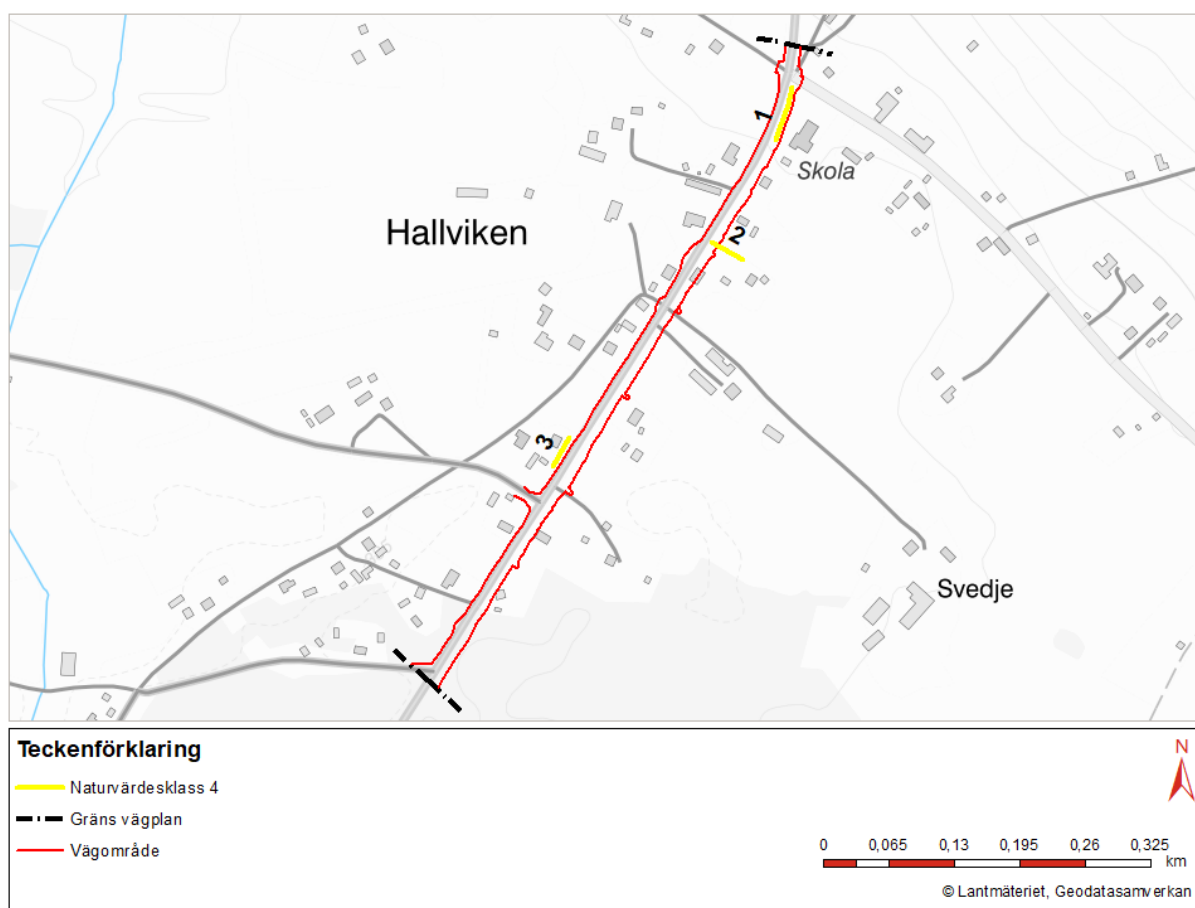 1
Skola
2
Hallviken
3
Svedje
Teckenförklaring
Naturvärdesklass 4
Gräns vägplan
Vägområde
N
0 0,065 0,13 0,195 0,26 0,325
km
© Lantmäteriet, Geodatasamverkan